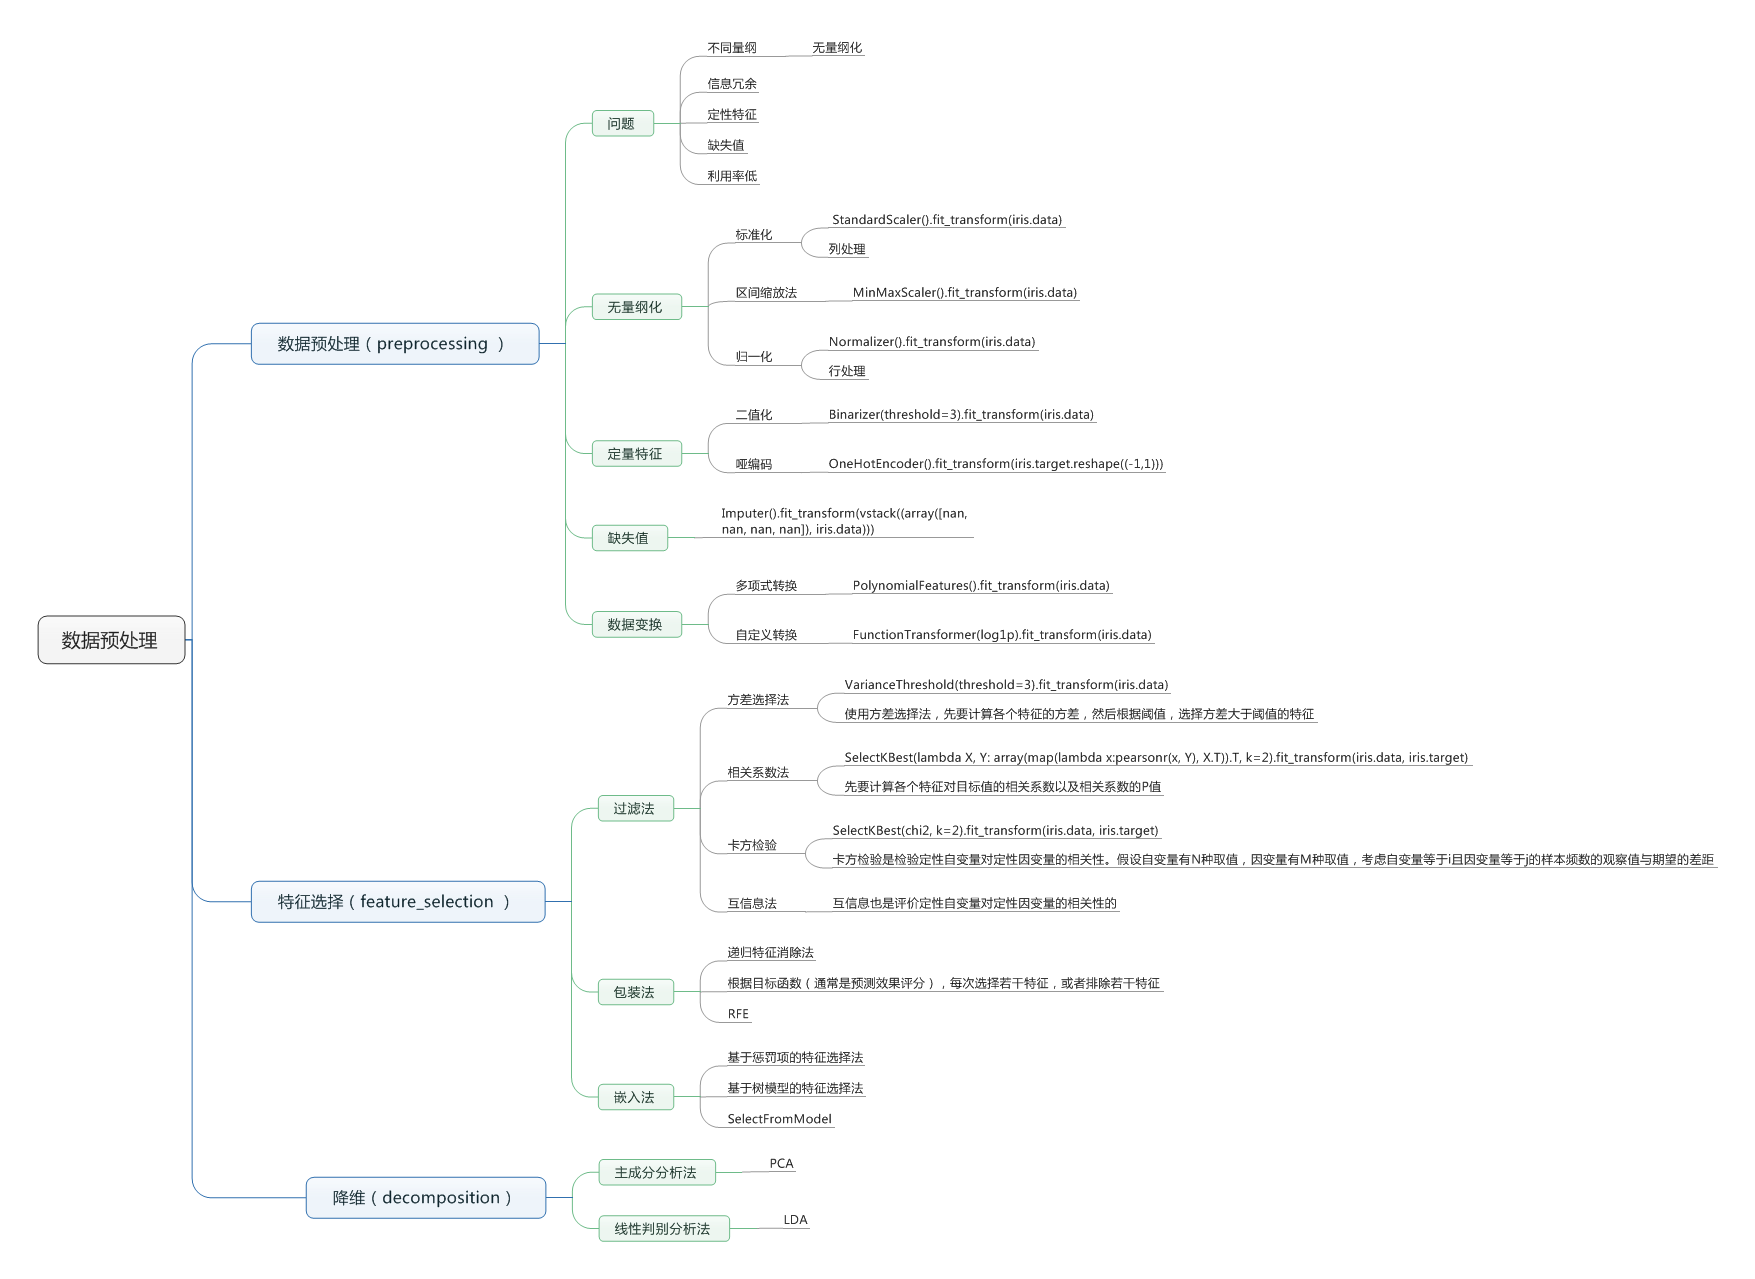 数据预处理
数据预处理（preprocessing ）
问题
不同量纲
无量纲化
信息冗余
定性特征
缺失值
利用率低
无量纲化
标准化
StandardScaler().fit_transform(iris.data)
列处理
区间缩放法
MinMaxScaler().fit_transform(iris.data)
归一化
Normalizer().fit_transform(iris.data)
行处理
定量特征
二值化
Binarizer(threshold=3).fit_transform(iris.data)
哑编码
OneHotEncoder().fit_transform(iris.target.reshape((-1,1)))
缺失值
Imputer().fit_transform(vstack((array([nan,
nan, nan, nan]), iris.data)))
数据变换
多项式转换
PolynomialFeatures().fit_transform(iris.data)
自定义转换
FunctionTransformer(log1p).fit_transform(iris.data)
特征选择（feature_selection ）
过滤法
方差选择法
VarianceThreshold(threshold=3).fit_transform(iris.data)
使用方差选择法，先要计算各个特征的方差，然后根据阈值，选择方差大于阈值的特征
相关系数法
SelectKBest(lambda X, Y: array(map(lambda x:pearsonr(x, Y), X.T)).T, k=2).fit_transform(iris.data, iris.target)
先要计算各个特征对目标值的相关系数以及相关系数的P值
卡方检验
SelectKBest(chi2, k=2).fit_transform(iris.data, iris.target)
卡方检验是检验定性自变量对定性因变量的相关性。假设自变量有N种取值，因变量有M种取值，考虑自变量等于i且因变量等于j的样本频数的观察值与期望的差距
互信息法
互信息也是评价定性自变量对定性因变量的相关性的
包装法
递归特征消除法
根据目标函数（通常是预测效果评分），每次选择若干特征，或者排除若干特征
RFE
嵌入法
基于惩罚项的特征选择法
基于树模型的特征选择法
SelectFromModel
降维（decomposition）
主成分分析法
PCA
线性判别分析法
LDA